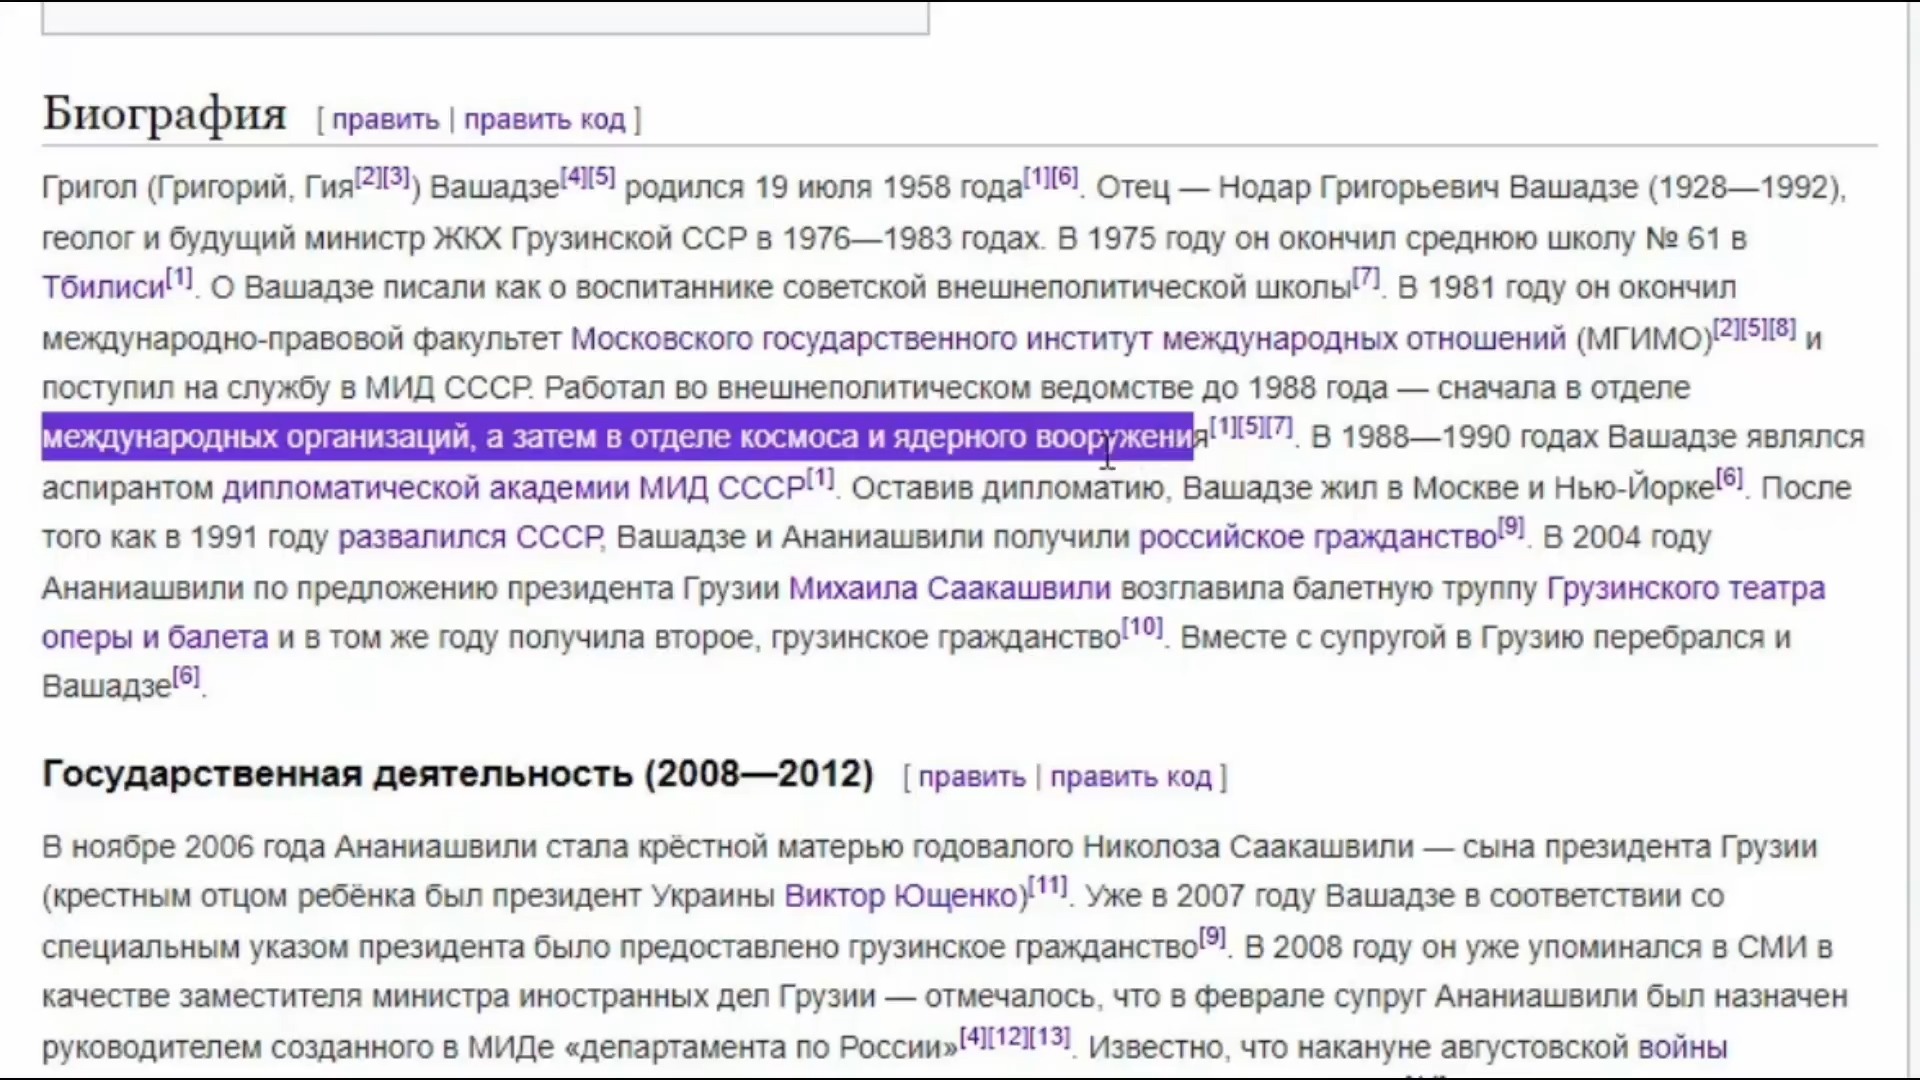 Биография [ править | править код ]
Григол (Григорий, Гия[2][3]) Вашадзе[4][5] родился 19 июля 1958 года[1][6]. Отец — Нодар Григорьевич Вашадзе (1928—1992),
геолог и будущий министр ЖКХ Грузинской ССР в 1976—1983 годах. В 1975 году он окончил среднюю школу № 61 в
Тбилиси[1]. О Вашадзе писали как о воспитаннике советской внешнеполитической школы[7]. В 1981 году он окончил
международно-правовой факультет Московского государственного институт международных отношений (МГИМО)[2][5][8] и
поступил на службу в МИД СССР. Работал во внешнеполитическом ведомстве до 1988 года — сначала в отделе
международных организаций, а затем в отделе космоса и ядерного вооружения[1][5][7]. В 1988—1990 годах Вашадзе являлся
аспирантом дипломатической академии МИД СССР[1]. Оставив дипломатию, Вашадзе жил в Москве и Нью-Йорке[6]. После
того как в 1991 году развалился СССР, Вашадзе и Ананиашвили получили российское гражданство[9]. В 2004 году
Ананиашвили по предложению президента Грузии Михаила Саакашвили возглавила балетную труппу Грузинского театра
оперы и балета и в том же году получила второе, грузинское гражданство[10]. Вместе с супругой в Грузию перебрался и
Вашадзе[6].
Государственная деятельность (2008—2012) [ править | править код ]
В ноябре 2006 года Ананиашвили стала крёстной матерью годовалого Николоза Саакашвили — сына президента Грузии
(крестным отцом ребёнка был президент Украины Виктор Ющенко)[11]. Уже в 2007 году Вашадзе в соответствии со
специальным указом президента было предоставлено грузинское гражданство[9]. В 2008 году он уже упоминался в СМИ в
качестве заместителя министра иностранных дел Грузии — отмечалось, что в феврале супруг Ананиашвили был назначен
руководителем созданного в МИДе «департамента по России»[4][12][13]. Известно, что накануне августовской войны